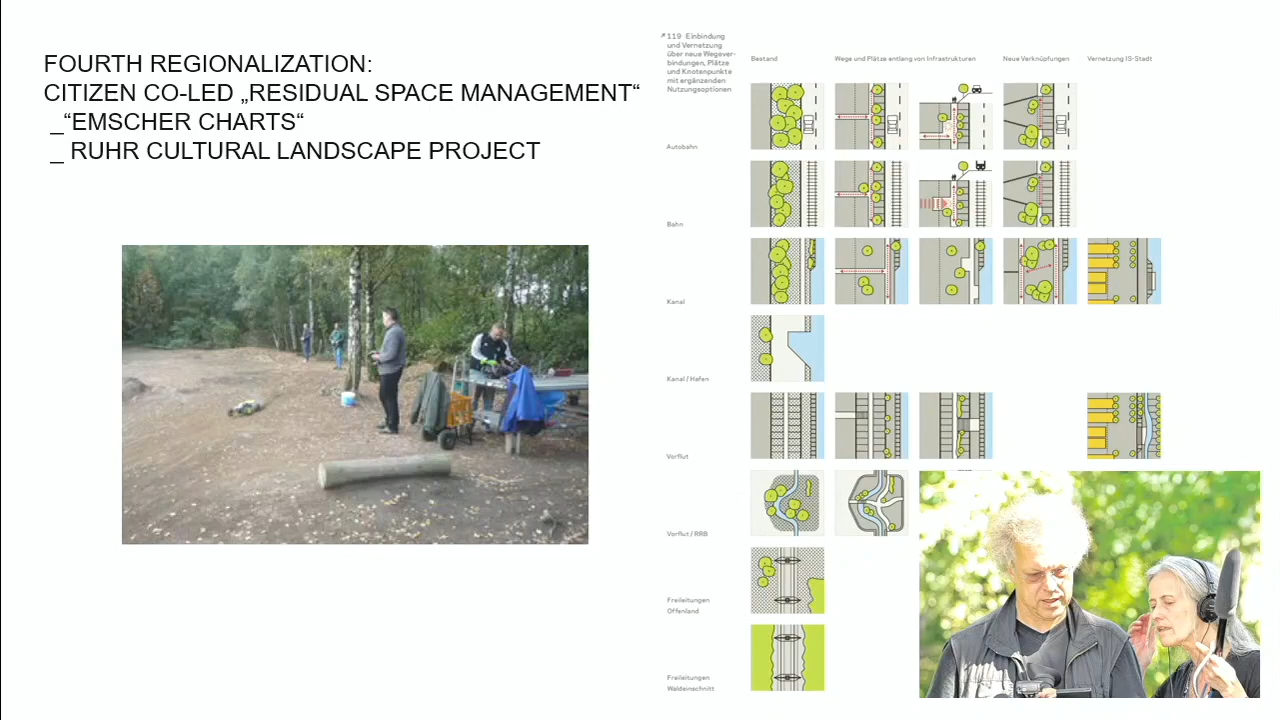 FOURTH REGIONALIZATION:
CITIZEN CO-LED „RESIDUAL SPACE MANAGEMENT“
_“EMSCHER CHARTS“
_ RUHR CULTURAL LANDSCAPE PROJECT
↗119 Einbindung
und Vernetzung
über neue Wegever-
bindungen, Plätze
und Knotenpunkte
mit ergänzenden
Nutzungsoptionen
Bestand
Wege und Plätze entlang von Infrastrukturen
Neue Verknüpfungen
Vernetzung IS-Stadt
Autobahn
Bahn
Kanal
Kanal / Hafen
Vorflut
Vorflut / RRB
Freileitungen
Offenland
Freileitungen
Waldeinschnitt